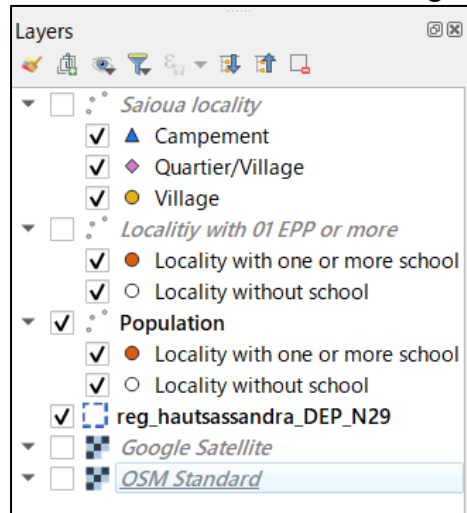 Layers
Saioua locality
Campement
Quartier/Village
Village
Localitiy with 01 EPP or more
Locality with one or more school
Locality without school
Population
Locality with one or more school
Locality without school
reg_hautsassandra_DEP_N29
Google Satellite
OSM Standard